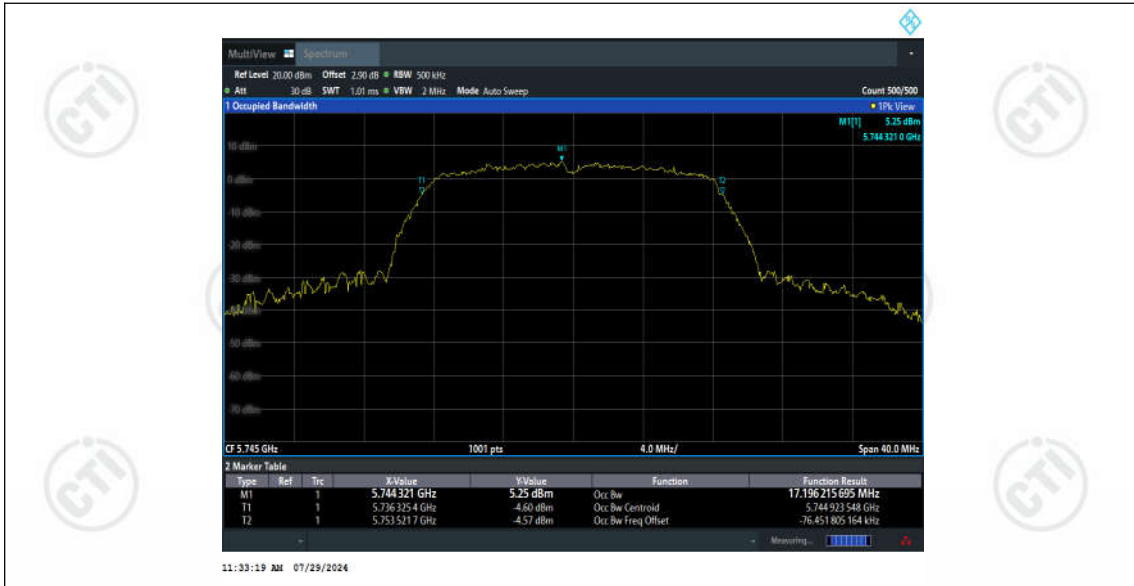 MultiView Spectrum
Ref Level 20.00 dBm Offset 2.90 dB RBW 500 kHz
Att 30 dB SWT 1.01 ms VBW 2 MHz Mode Auto Sweep Count 500/500
1 Occupied Bandwidth 1Pk View
M1[1] 5.25 dBm
5.744 321 0 GHz
10 dBm
M1
0 dBm
T1 T2
-10 dBm
-20 dBm
-30 dBm
-40 dBm
-50 dBm
-60 dBm
-70 dBm
CF 5.745 GHz 1001 pts 4.0 MHz/ Span 40.0 MHz
2 Marker Table
Type Ref Trc X-Value Y-Value Function Function Result
M1 1 5.744 321 GHz 5.25 dBm Occ Bw 17.196 215 695 MHz
T1 1 5.736 325 4 GHz -4.60 dBm Occ Bw Centroid 5.744 923 548 GHz
T2 1 5.753 521 7 GHz -4.57 dBm Occ Bw Freq Offset -76.451 805 164 kHz
Measuring...
11:33:19 AM 07/29/2024
CTI
CTI
CTI
CTI